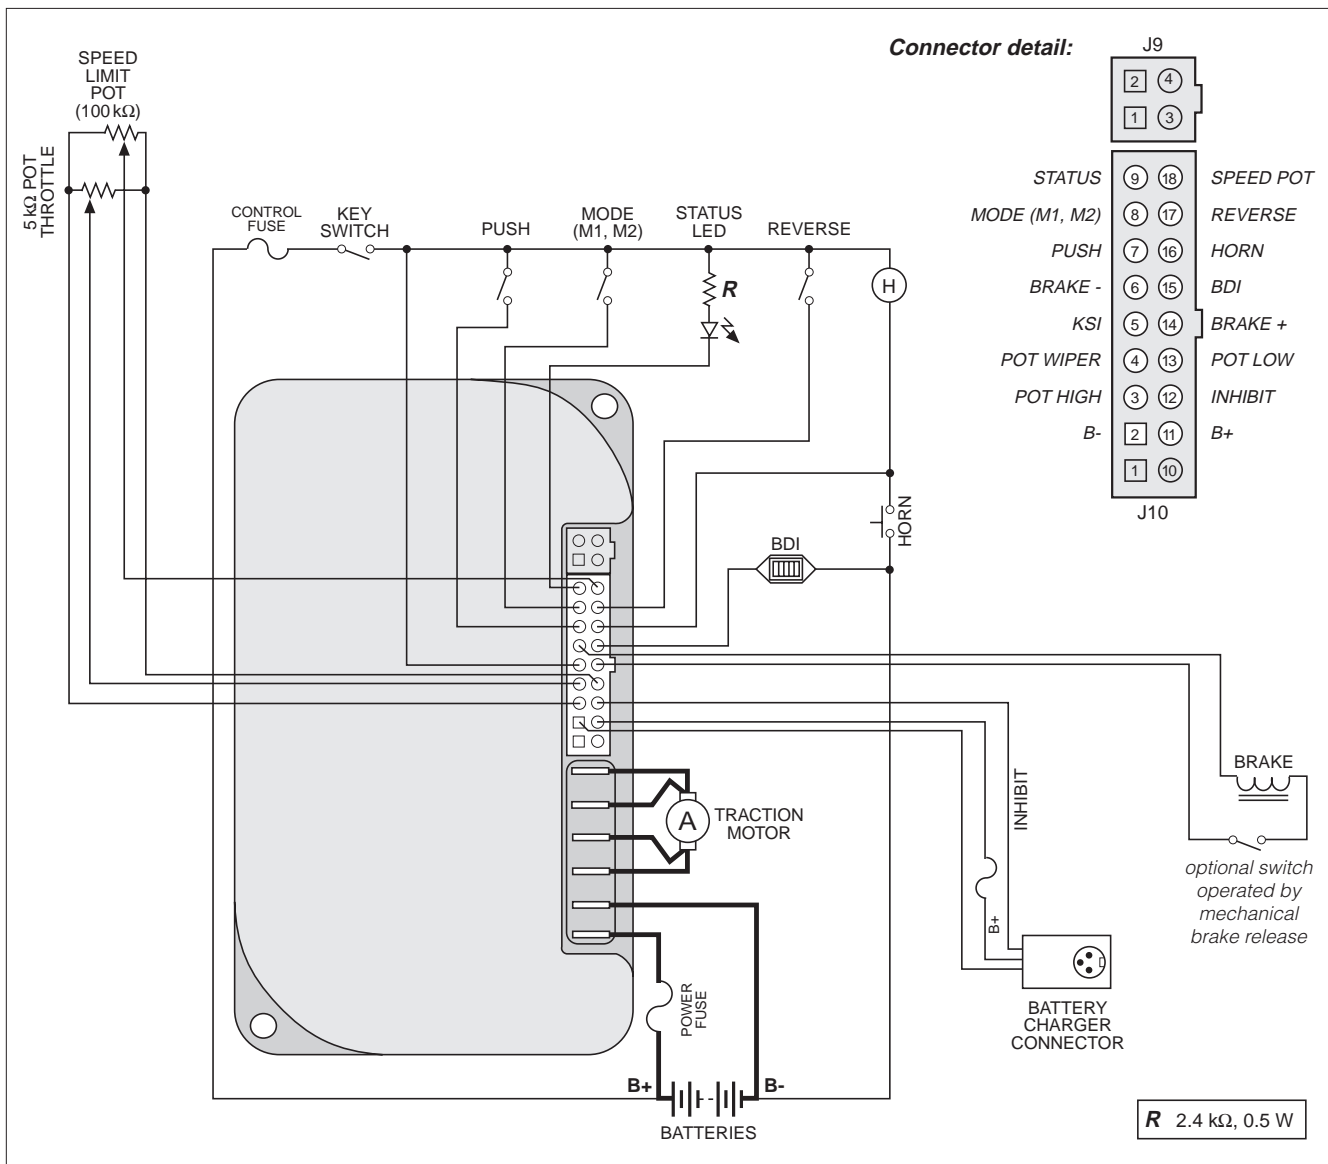 Connector detail:
J9
2 4
1 3
STATUS 9 18 SPEED POT
MODE (M1, M2) 8 17 REVERSE
PUSH 7 16 HORN
BRAKE - 6 15 BDI
KSI 5 14 BRAKE +
POT WIPER 4 13 POT LOW
POT HIGH 3 12 INHIBIT
B- 2 11 B+
1 10
J10
SPEED
LIMIT
POT
(100 kΩ)
5 kΩ POT
THROTTLE
CONTROL
FUSE
KEY
SWITCH
PUSH
MODE
(M1, M2)
STATUS
LED
REVERSE
R
H
HORN
BDI
A
TRACTION
MOTOR
INHIBIT
B+
BRAKE
optional switch
operated by
mechanical
brake release
POWER
FUSE
BATTERY
CHARGER
CONNECTOR
B+
B-
BATTERIES
R 2.4 kΩ, 0.5 W